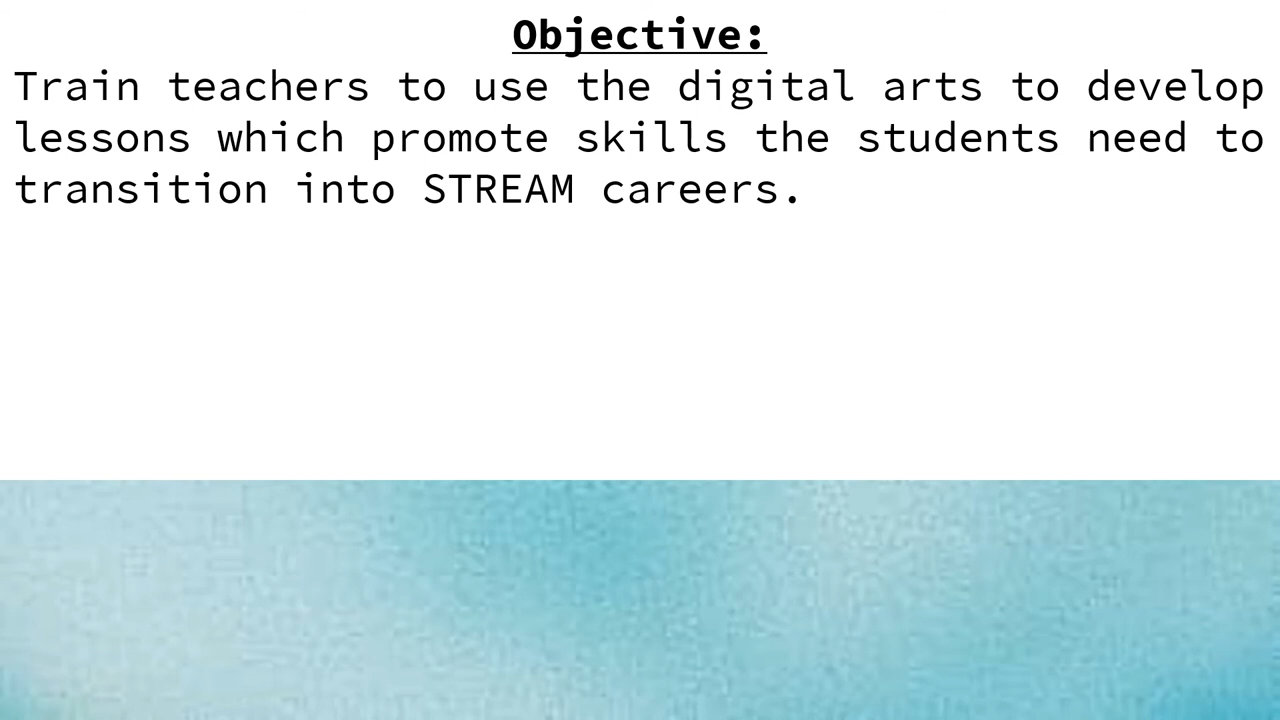 Objective:
Train teachers to use the digital arts to develop
lessons which promote skills the students need to
transition into STREAM careers.